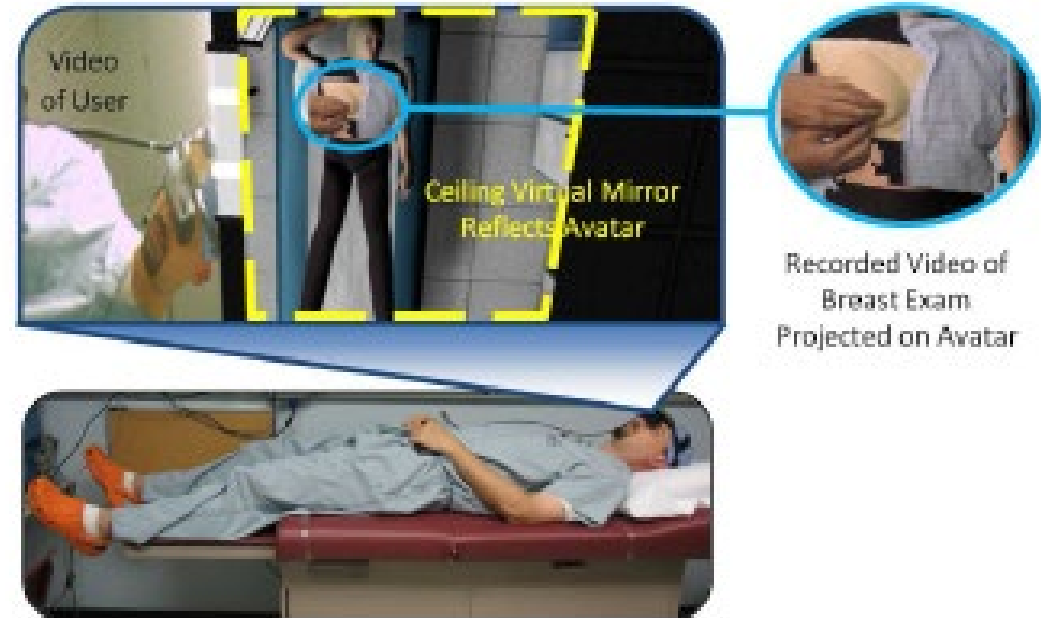 Video
of User
Ceiling Virtual Mirror
Reflects Avatar
Recorded Video of
Breast Exam
Projected on Avatar